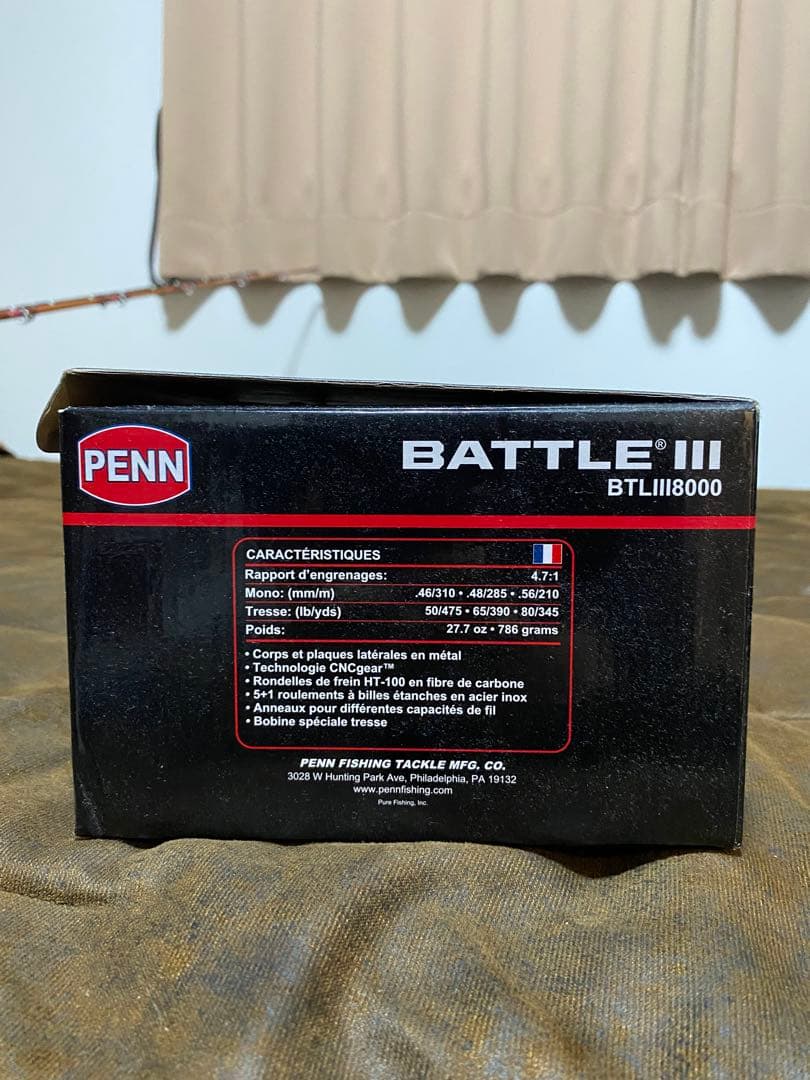 PENN
BATTLE® III
BTLIII8000
CARACTÉRISTIQUES
Rapport d'engrenages: 4.7:1
Mono: (mm/m) .46/310 • .48/285 • .56/210
Tresse: (lb/yds) 50/475 • 65/390 • 80/345
Poids: 27.7 oz • 786 grams
• Corps et plaques latérales en métal
• Technologie CNCgear™
• Rondelles de frein HT-100 en fibre de carbone
• 5+1 roulements à billes étanches en acier inox
• Anneaux pour différentes capacités de fil
• Bobine spéciale tresse
PENN FISHING TACKLE MFG. CO.
3028 W Hunting Park Ave, Philadelphia, PA 19132
www.pennfishing.com
Pure Fishing, Inc.